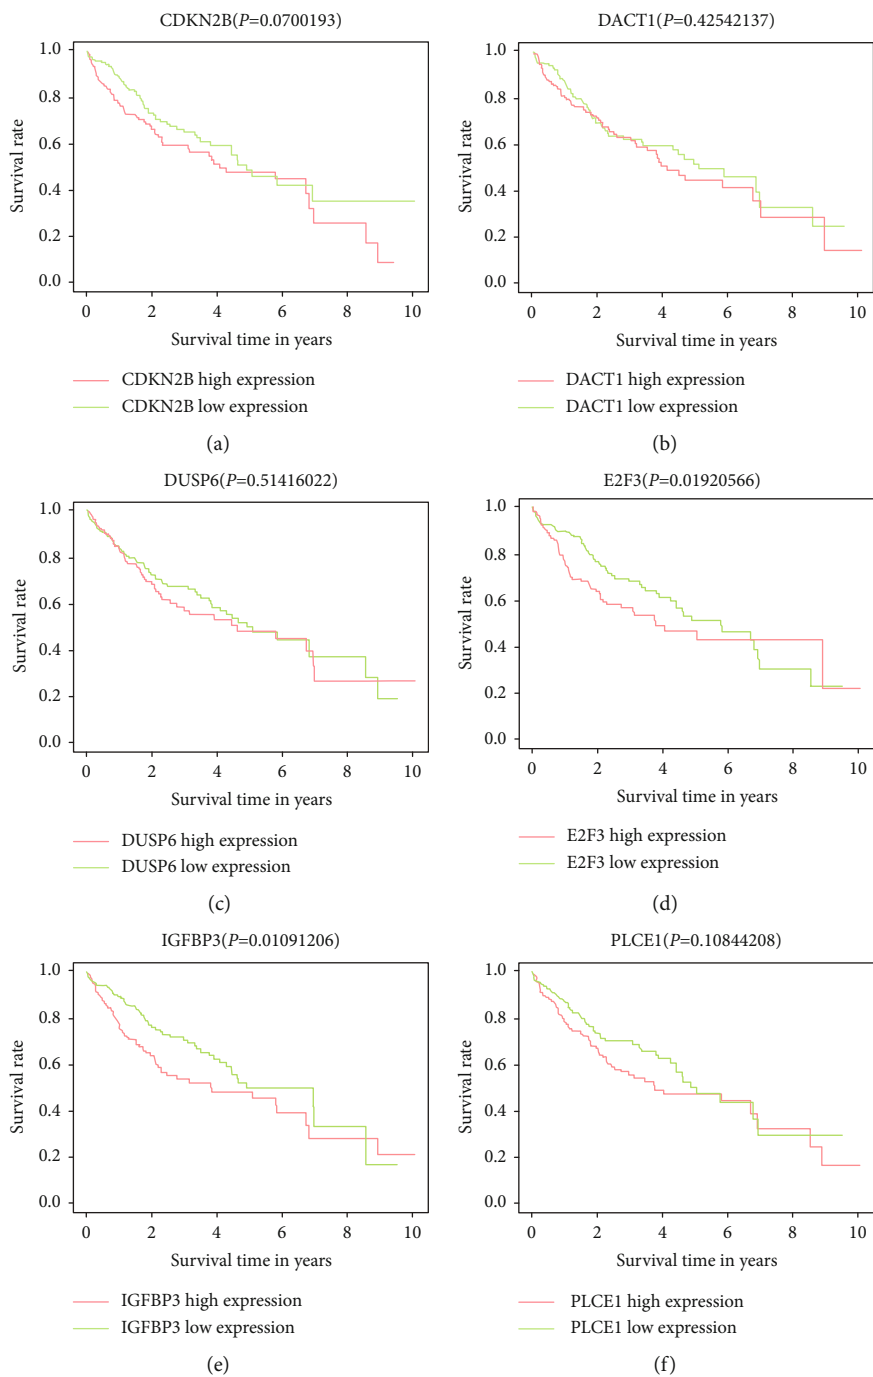 CDKN2B(P=0.0700193)
1.0
0.8
0.6
0.4
0.2
0.0
Survival rate
0 2 4 6 8 10
Survival time in years
CDKN2B high expression
CDKN2B low expression
(a)
DACT1(P=0.42542137)
1.0
0.8
0.6
0.4
0.2
0.0
Survival rate
0 2 4 6 8 10
Survival time in years
DACT1 high expression
DACT1 low expression
(b)
DUSP6(P=0.51416022)
1.0
0.8
0.6
0.4
0.2
0.0
Survival rate
0 2 4 6 8 10
Survival time in years
DUSP6 high expression
DUSP6 low expression
(c)
E2F3(P=0.01920566)
1.0
0.8
0.6
0.4
0.2
0.0
Survival rate
0 2 4 6 8 10
Survival time in years
E2F3 high expression
E2F3 low expression
(d)
IGFBP3(P=0.01091206)
1.0
0.8
0.6
0.4
0.2
0.0
Survival rate
0 2 4 6 8 10
Survival time in years
IGFBP3 high expression
IGFBP3 low expression
(e)
PLCE1(P=0.10844208)
1.0
0.8
0.6
0.4
0.2
0.0
Survival rate
0 2 4 6 8 10
Survival time in years
PLCE1 high expression
PLCE1 low expression
(f)